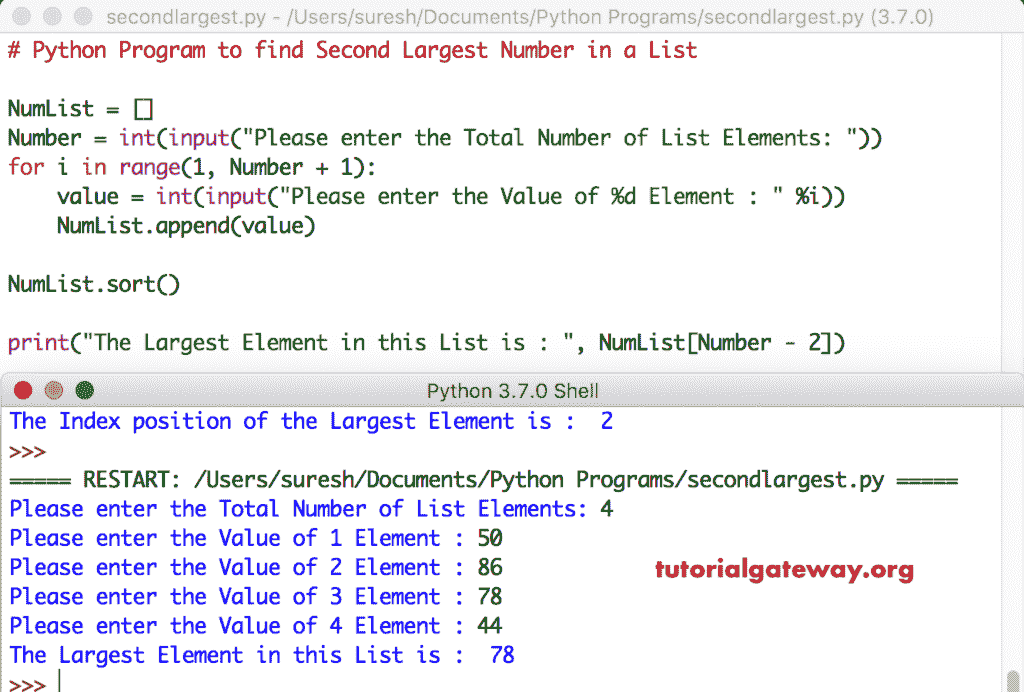 secondlargest.py - /Users/suresh/Documents/Python Programs/secondlargest.py (3.7.0)
# Python Program to find Second Largest Number in a List
NumList = []
Number = int(input("Please enter the Total Number of List Elements: "))
for i in range(1, Number + 1):
    value = int(input("Please enter the Value of %d Element : " %i))
    NumList.append(value)
NumList.sort()
print("The Largest Element in this List is : ", NumList[Number - 2])
Python 3.7.0 Shell
The Index position of the Largest Element is :  2
>>>
===== RESTART: /Users/suresh/Documents/Python Programs/secondlargest.py =====
Please enter the Total Number of List Elements: 4
Please enter the Value of 1 Element : 50
Please enter the Value of 2 Element : 86
tutorialgateway.org
Please enter the Value of 3 Element : 78
Please enter the Value of 4 Element : 44
The Largest Element in this List is :  78
>>>